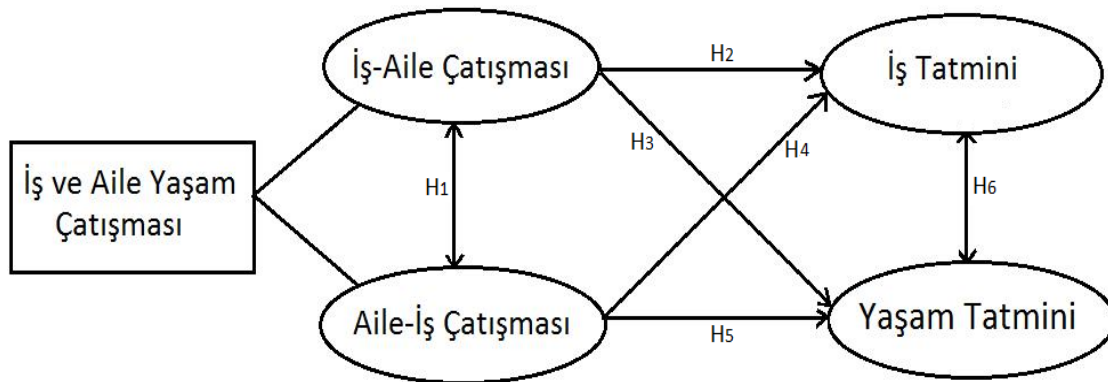 İş-Aile Çatışması
H2
İş Tatmini
H3
H4
İş ve Aile Yaşam
Çatışması
H1
H6
Aile-İş Çatışması
H5
Yaşam Tatmini